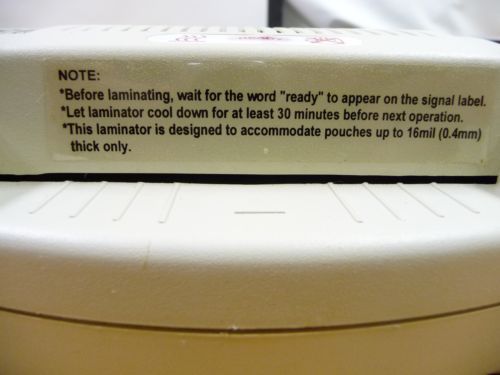 NOTE:
*Before laminating, wait for the word "ready" to appear on the signal label.
*Let laminator cool down for at least 30 minutes before next operation.
*This laminator is designed to accommodate pouches up to 16mil (0.4mm)
thick only.